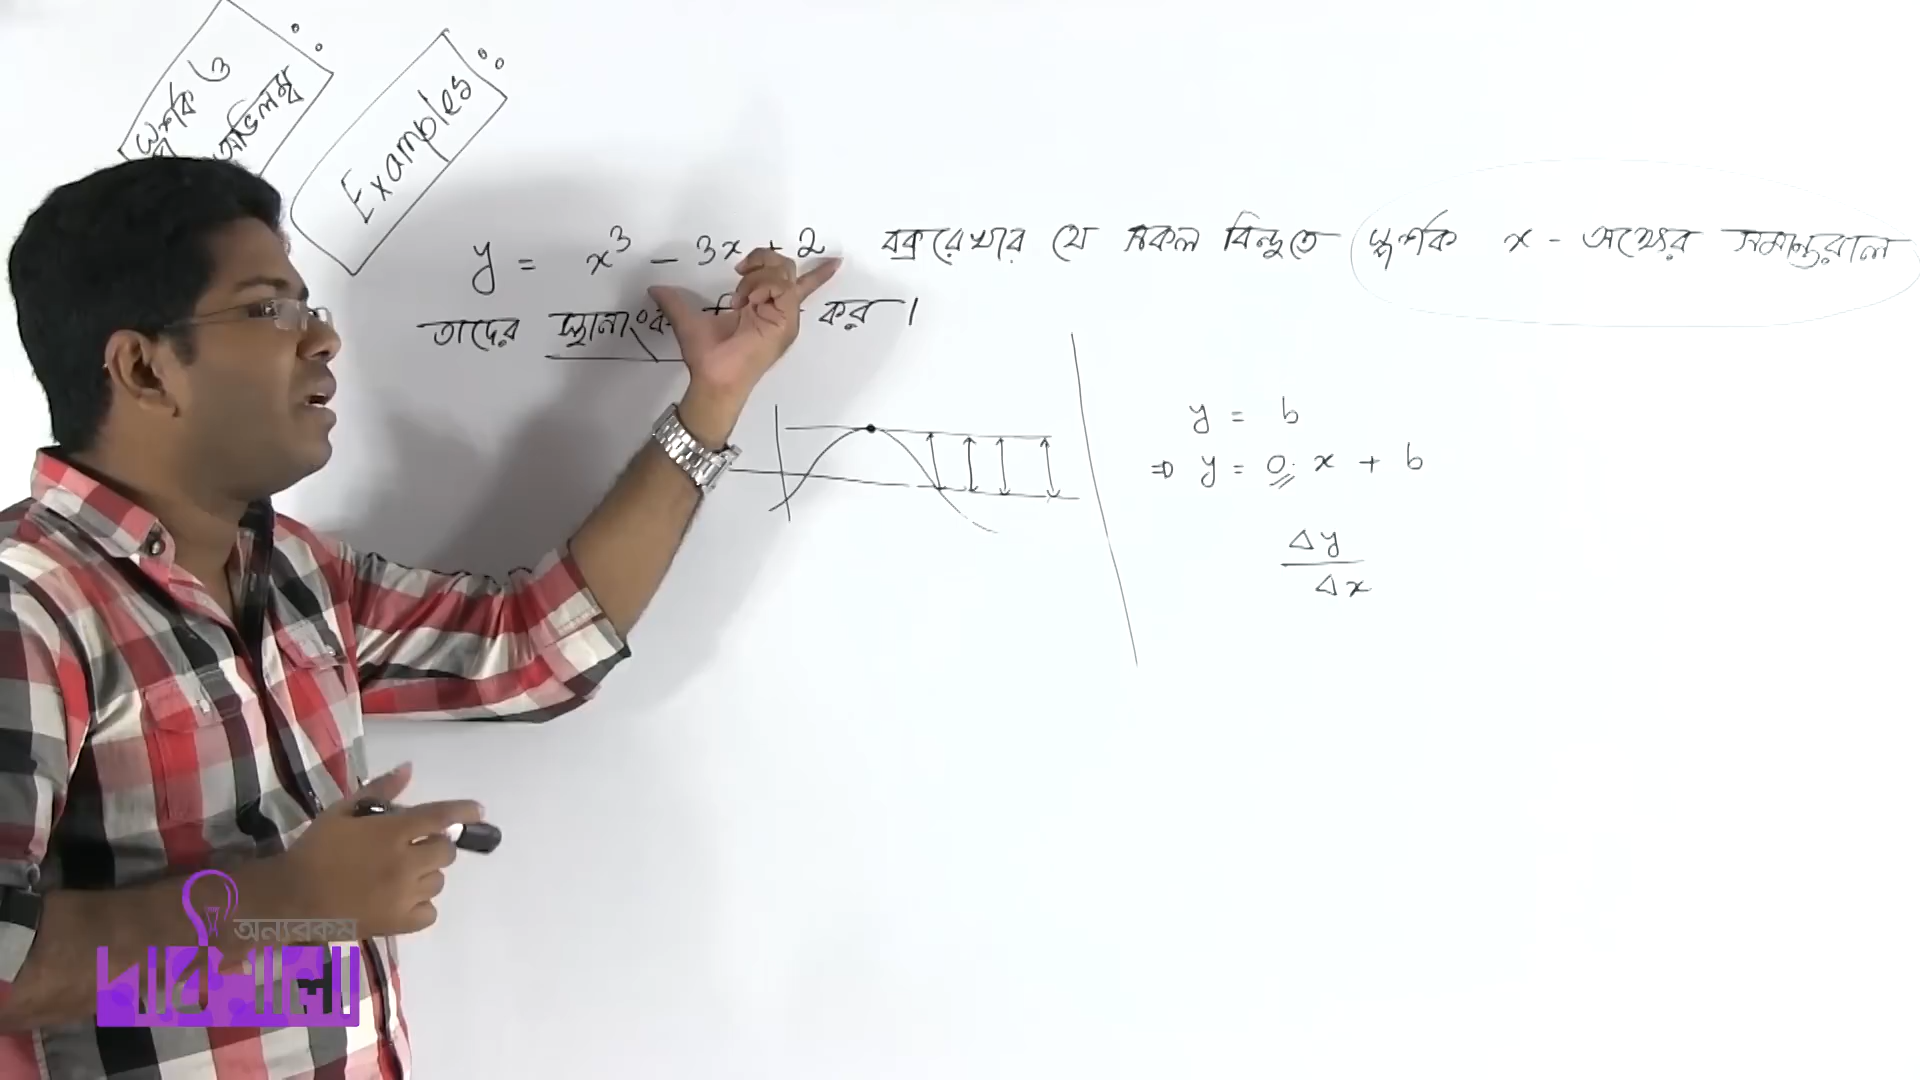 স্পর্শক ও
অভিলম্ব
Examples
y = x³ - 3x + 2 বক্ররেখার যে সকল বিন্দুতে স্পর্শক x - অক্ষের সমান্তরাল
তাদের স্থানাংক কর।
y = b
⇒ y = 0. x + b
Δy
Δx
অন্যরকম
পাঠশালা